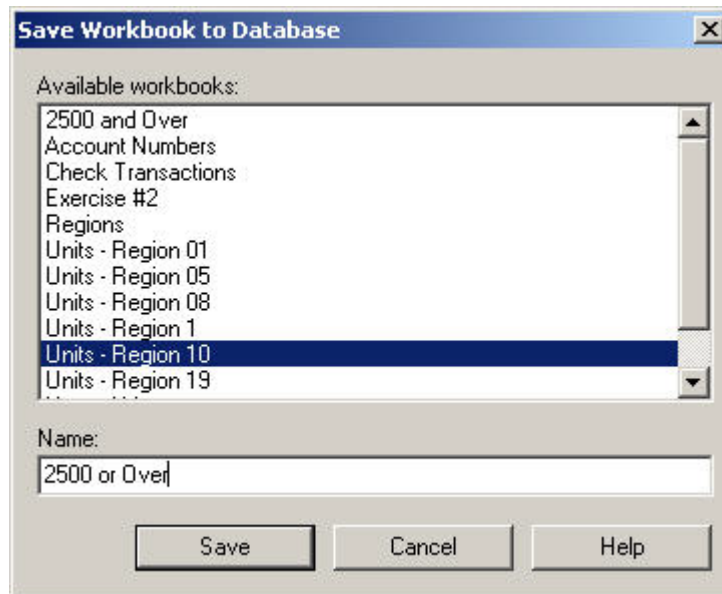 Save Workbook to Database
Available workbooks:
2500 and Over
Account Numbers
Check Transactions
Exercise #2
Regions
Units - Region 01
Units - Region 05
Units - Region 08
Units - Region 1
Units - Region 10
Units - Region 19
Name:
2500 or Over
Save Cancel Help